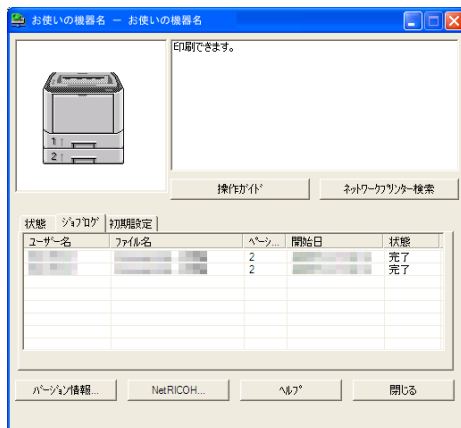 お使いの機器名 － お使いの機器名
印刷できます。
1↑
2↑
操作ｶﾞｲﾄﾞ
ﾈｯﾄﾜｰｸﾌﾟﾘﾝﾀｰ検索
状態 ｼﾞｮﾌﾞﾛｸﾞ 初期設定
ﾕｰｻﾞｰ名 ﾌｧｲﾙ名 ﾍﾟｰｼ... 開始日 状態
2 完了
2 完了
ﾊﾞｰｼﾞｮﾝ情報... NetRICOH... ﾍﾙﾌﾟ 閉じる